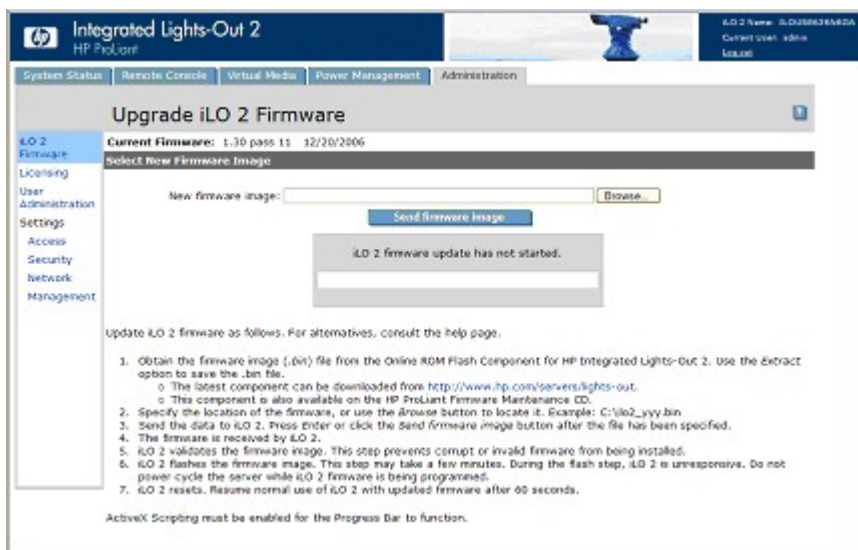 hp
Integrated Lights-Out 2
HP ProLiant
iLO 2 Name:
Current User: admin
Log out
System Status Remote Console Virtual Media Power Management Administration
Upgrade iLO 2 Firmware
?
iLO 2
Firmware
Licensing
User
Administration
Settings
Access
Security
Network
Management
Current Firmware: 1.30 pass 11 12/20/2006
Select New Firmware Image
New firmware image: Browse...
Send firmware image
iLO 2 firmware update has not started.
Update iLO 2 firmware as follows. For alternatives, consult the help page.
1. Obtain the firmware image (.bin) file from the Online ROM Flash Component for HP Integrated Lights-Out 2. Use the Extract
option to save the .bin file.
o The latest component can be downloaded from http://www.hp.com/servers/lights-out.
o This component is also available on the HP ProLiant Firmware Maintenance CD.
2. Specify the location of the firmware, or use the Browse button to locate it. Example: C:\ilo2_yyy.bin
3. Send the data to iLO 2. Press Enter or click the Send firmware image button after the file has been specified.
4. The firmware is received by iLO 2.
5. iLO 2 validates the firmware image. This step prevents corrupt or invalid firmware from being installed.
6. iLO 2 flashes the firmware image. This step may take a few minutes. During the flash step, iLO 2 is unresponsive. Do not
power cycle the server while iLO 2 firmware is being programmed.
7. iLO 2 resets. Resume normal use of iLO 2 with updated firmware after 60 seconds.
ActiveX Scripting must be enabled for the Progress Bar to function.